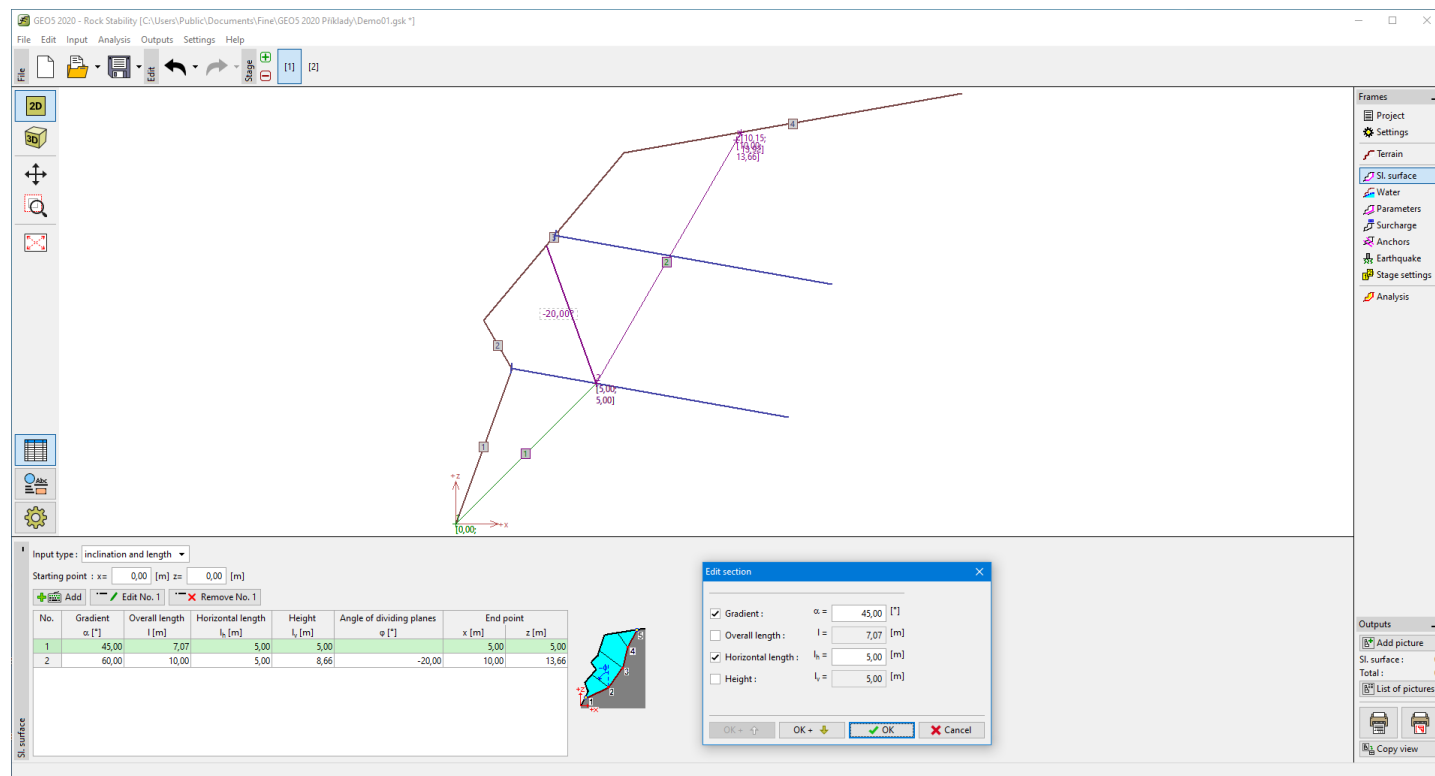 GEO5 2020 - Rock Stability [C:\Users\Public\Documents\Fine\GEO5 2020 Příklady\Demo01.gsk *]
File Edit Input Analysis Outputs Settings Help
File
Edit
Stage
[1] [2]
2D
3D
Abc
4
[10,15;
13,66]
3
2
-20,00°
2
2
[5,00;
5,00]
1
1
+z
+x
[0,00;
Frames
Project
Settings
Terrain
Sl. surface
Water
Parameters
Surcharge
Anchors
Earthquake
Stage settings
Analysis
Sl. surface
Input type : inclination and length
Starting point : x= 0,00 [m] z= 0,00 [m]
Add Edit No. 1 Remove No. 1
No. Gradient Overall length Horizontal length Height Angle of dividing planes End point
α [°] l [m] lh [m] lv [m] φ [°] x [m] z [m]
1 45,00 7,07 5,00 5,00 5,00 5,00
2 60,00 10,00 5,00 8,66 -20,00 10,00 13,66
5
4
3
2
1
-φ
+z
+x
Edit section
Gradient : α = 45,00 [°]
Overall length : l = 7,07 [m]
Horizontal length : lh = 5,00 [m]
Height : lv = 5,00 [m]
OK + OK + OK Cancel
Outputs
Add picture
Sl. surface :
Total :
List of pictures
Copy view